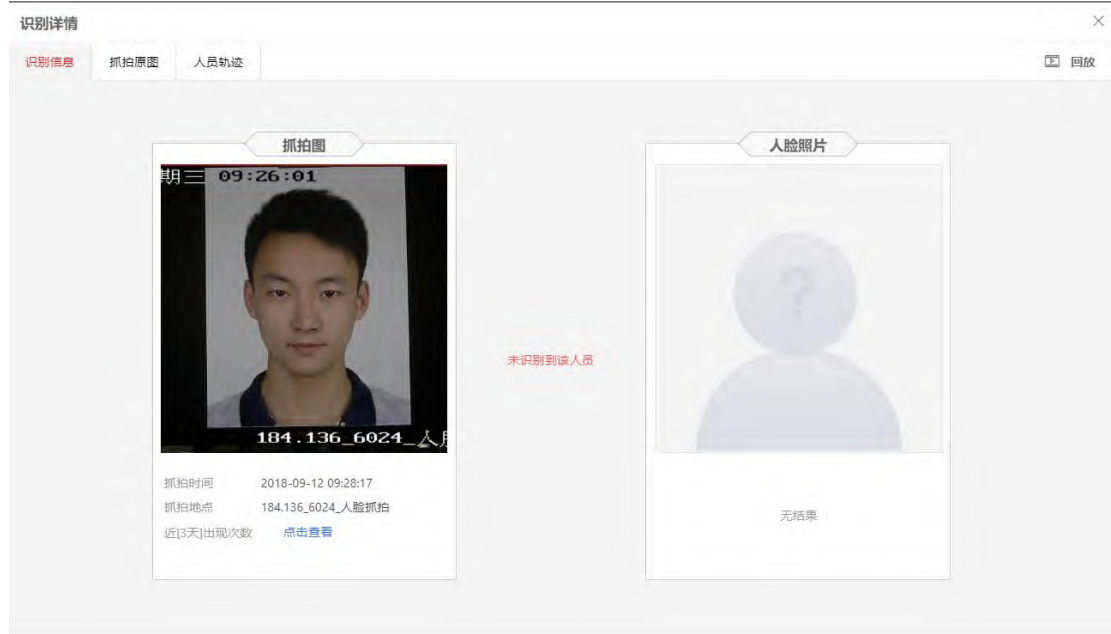 识别详情
识别信息 抓拍原图 人员轨迹 回放
抓拍图
期三 09:26:01
184.136_6024_人
抓拍时间 2018-09-12 09:28:17
抓拍地点 184.136_6024_人脸抓拍
近[3天]出现次数 点击查看
未识别到该人员
人脸照片
?
无结果